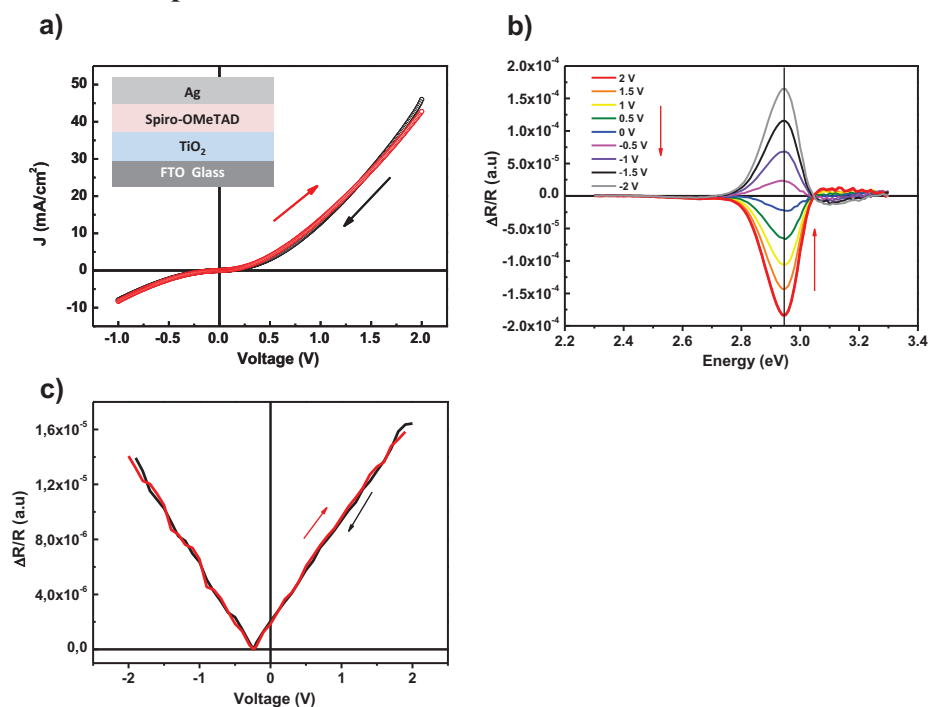 a)
50
40
30
20
10
0
-10
J (mA/cm²)
Ag
Spiro-OMeTAD
TiO₂
FTO Glass
-1.0 -0.5 0.0 0.5 1.0 1.5 2.0
Voltage (V)
b)
2.0x10⁻⁴
1.5x10⁻⁴
1.0x10⁻⁴
5.0x10⁻⁵
0.0
-5.0x10⁻⁵
-1.0x10⁻⁴
-1.5x10⁻⁴
-2.0x10⁻⁴
ΔR/R (a.u)
2 V
1.5 V
1 V
0.5 V
0 V
-0.5 V
-1 V
-1.5 V
-2 V
2.2 2.4 2.6 2.8 3.0 3.2 3.4
Energy (eV)
c)
1,6x10⁻⁵
1,2x10⁻⁵
8,0x10⁻⁶
4,0x10⁻⁶
0,0
ΔR/R (a.u)
-2 -1 0 1 2
Voltage (V)